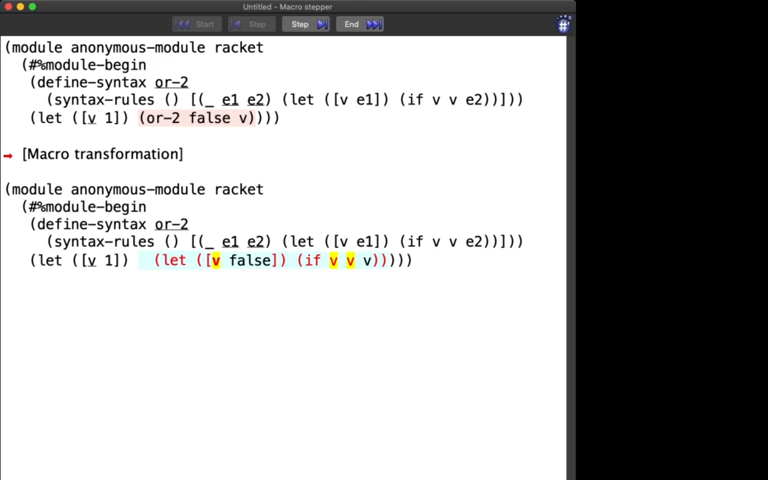 Untitled - Macro stepper
Start Step Step End
(module anonymous-module racket
(#%module-begin
(define-syntax or-2
(syntax-rules () [(_ e1 e2) (let ([v e1]) (if v v e2))]))
(let ([v 1]) (or-2 false v))))
→ [Macro transformation]
(module anonymous-module racket
(#%module-begin
(define-syntax or-2
(syntax-rules () [(_ e1 e2) (let ([v e1]) (if v v e2))]))
(let ([v 1]) (let ([v false]) (if v v v)))))